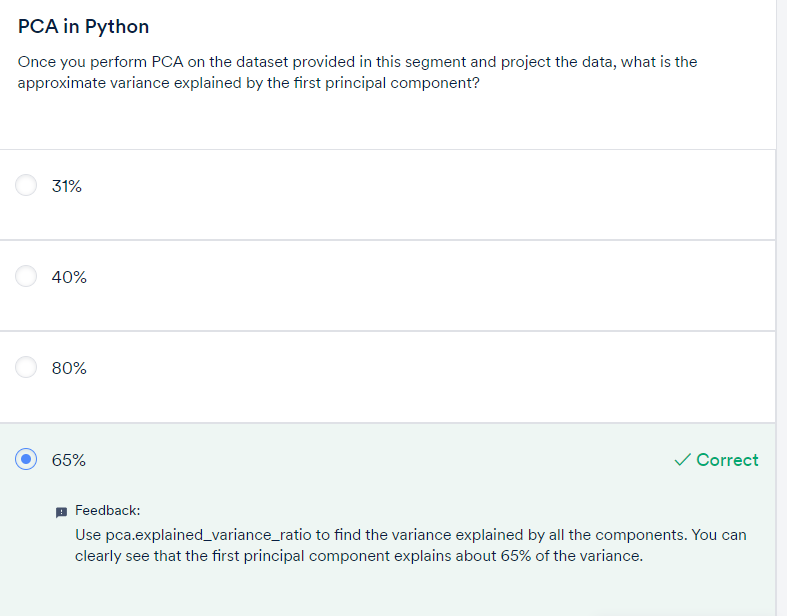 PCA in Python
Once you perform PCA on the dataset provided in this segment and project the data, what is the
approximate variance explained by the first principal component?
31%
40%
80%
65%
Correct
Feedback:
Use pca.explained_variance_ratio to find the variance explained by all the components. You can
clearly see that the first principal component explains about 65% of the variance.